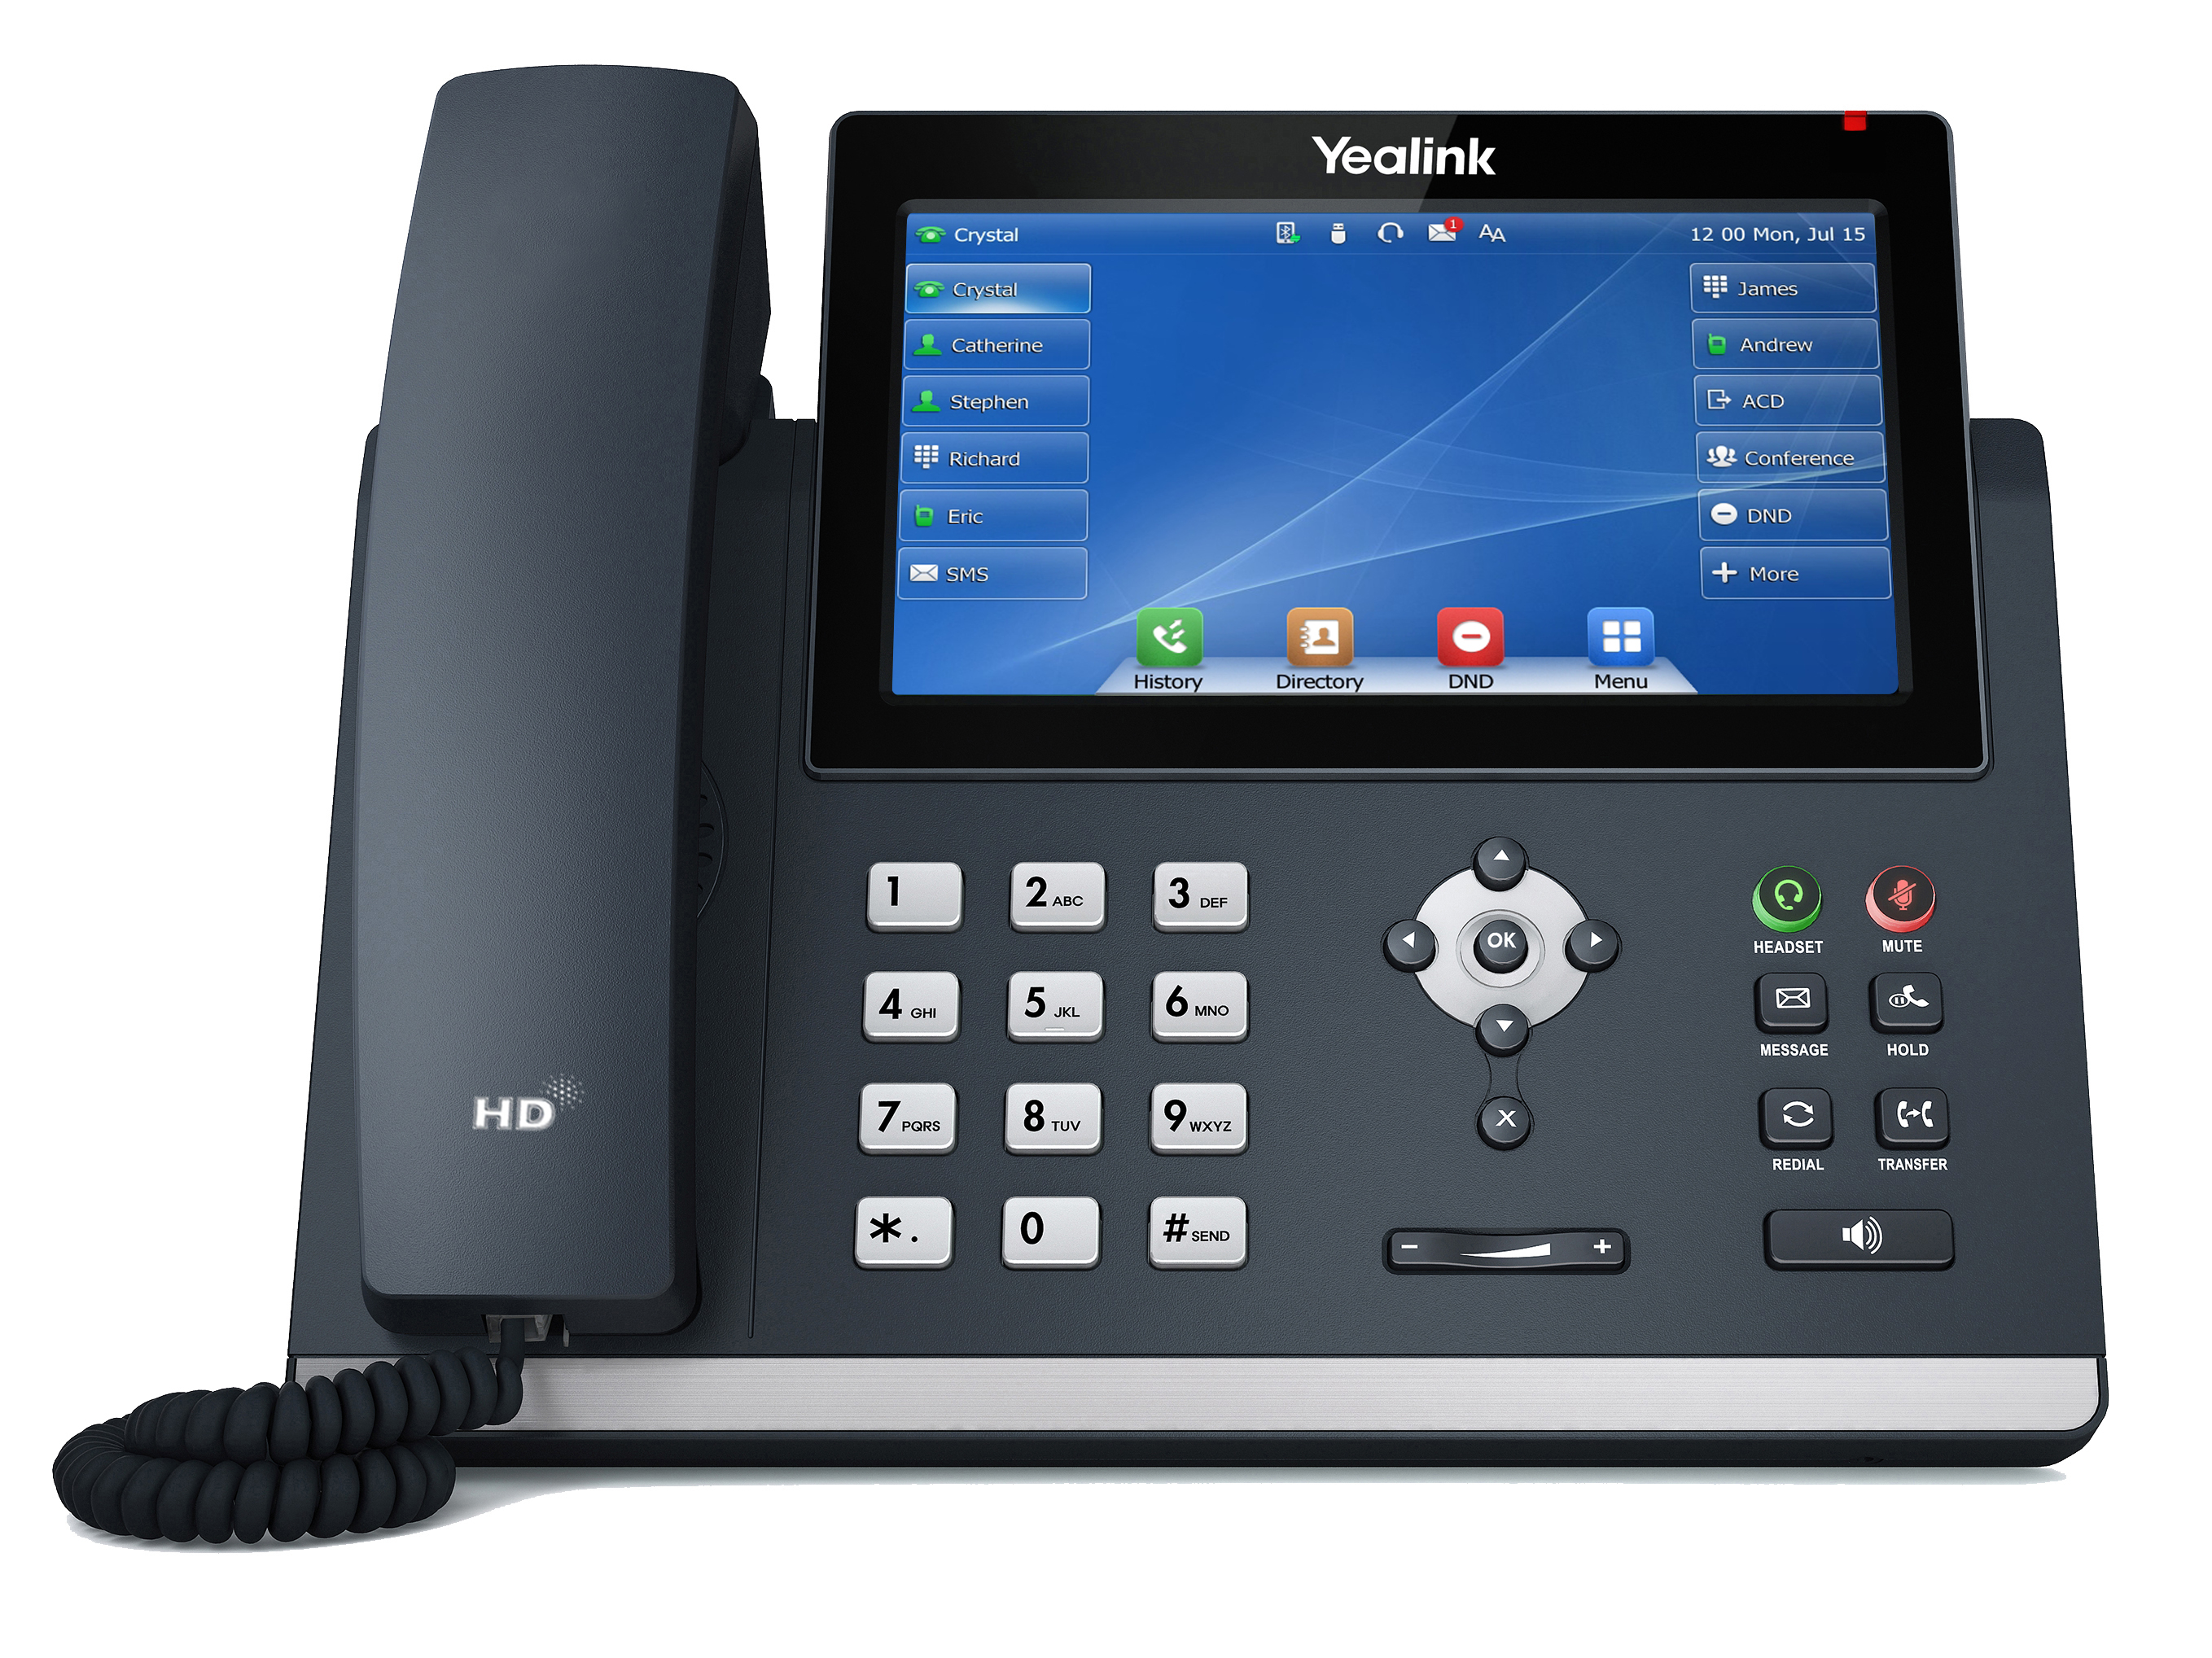 Yealink
Crystal
1
AA
12 00 Mon, Jul 15
Crystal
Catherine
Stephen
Richard
Eric
SMS
James
Andrew
ACD
Conference
DND
More
History
Directory
DND
Menu
HD
1
2 ABC
3 DEF
4 GHI
5 JKL
6 MNO
7 PQRS
8 TUV
9 WXYZ
*.
0
# SEND
OK
X
- +
HEADSET
MUTE
MESSAGE
HOLD
REDIAL
TRANSFER